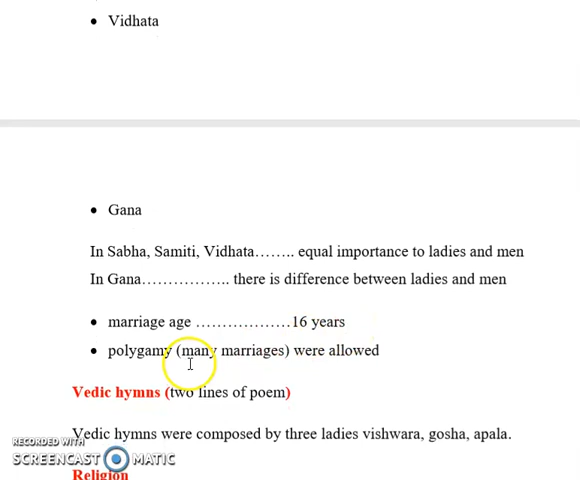 • Vidhata
• Gana
In Sabha, Samiti, Vidhata…….. equal importance to ladies and men
In Gana…………….. there is difference between ladies and men
• marriage age ………………16 years
• polygamy (many marriages) were allowed
Vedic hymns (two lines of poem)
Vedic hymns were composed by three ladies vishwara, gosha, apala.
RECORDED WITH
SCREENCAST MATIC
Religion